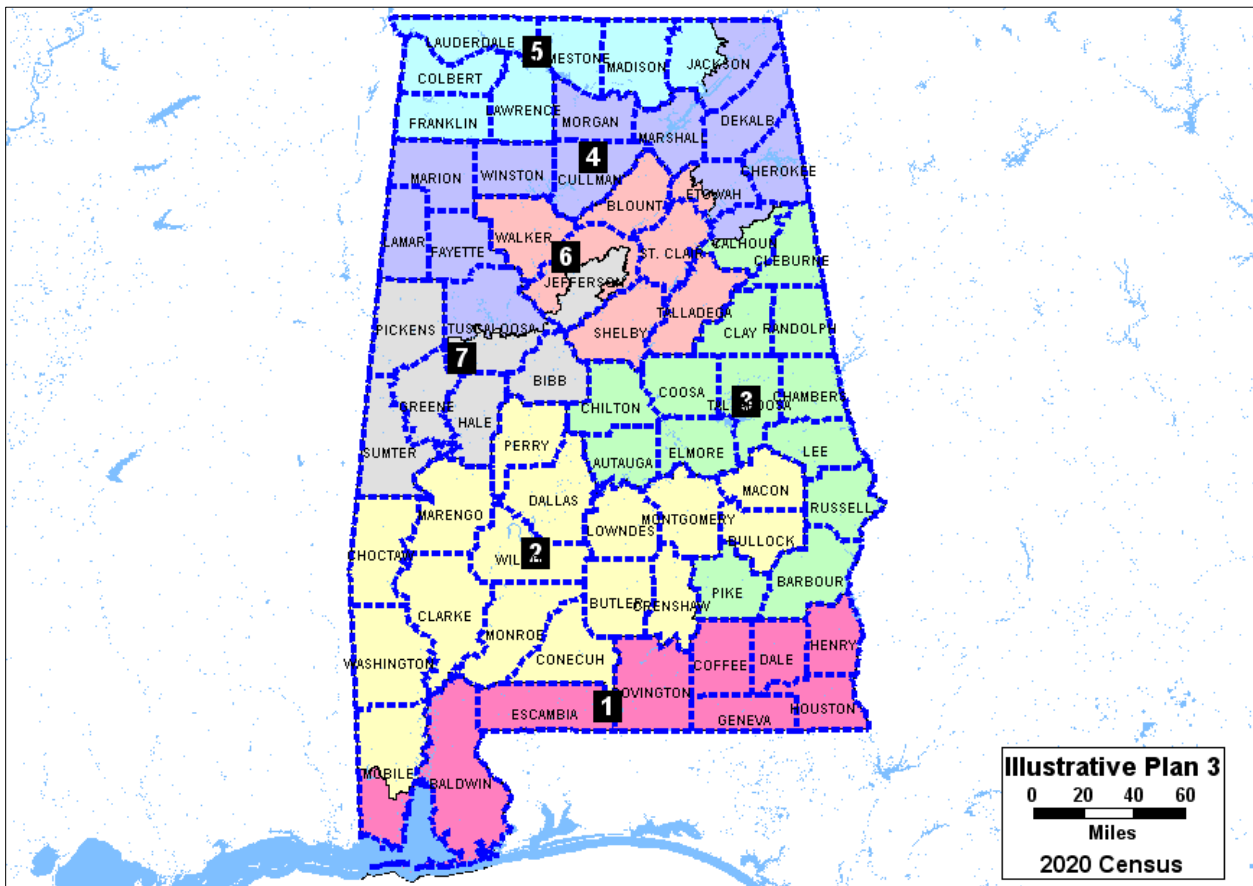 LAUDERDALE
5
MESTONE
MADISON
JACKSON
COLBERT
LAWRENCE
FRANKLIN
MORGAN
MARSHAL
DEKALB
4
MARION
WINSTON
CULLMAN
CHEROKEE
ETOWAH
BLOUNT
LAMAR
FAYETTE
WALKER
6
ST. CLAIR
CALHOUN
CLEBURNE
JEFFERSON
PICKENS
TUSCALOOSA
SHELBY
TALLADEGA
CLAY
RANDOLPH
7
BIBB
GREENE
HALE
CHILTON
COOSA
3
TALLAPOOSA
CHAMBERS
SUMTER
PERRY
AUTAUGA
ELMORE
LEE
DALLAS
MACON
MARENGO
LOWNDES
MONTGOMERY
RUSSELL
CHOCTAW
2
BULLOCK
BARBOUR
BUTLER
CRENSHAW
PIKE
CLARKE
MONROE
WASHINGTON
CONECUH
COFFEE
DALE
HENRY
COVINGTON
1
ESCAMBIA
GENEVA
HOUSTON
MOBILE
BALDWIN
Illustrative Plan 3
0 20 40 60
Miles
2020 Census